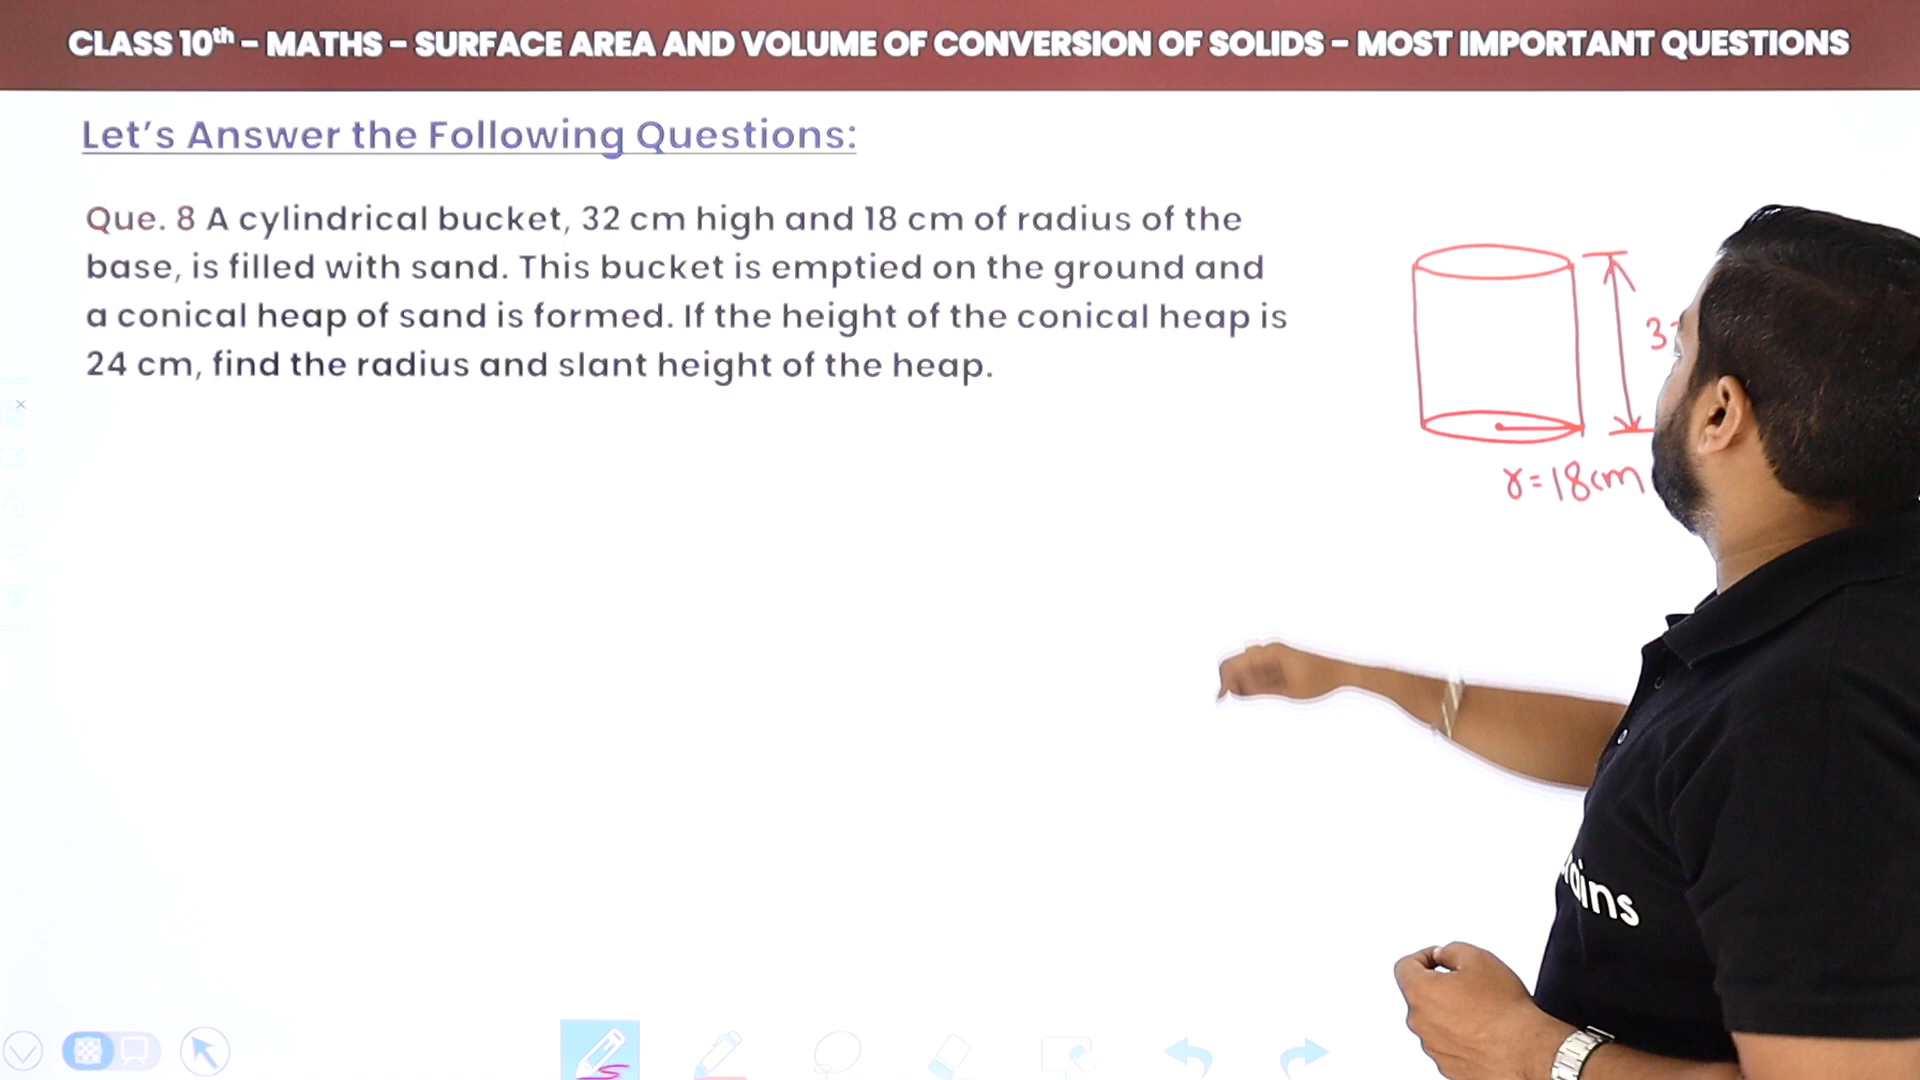 CLASS 10th - MATHS - SURFACE AREA AND VOLUME OF CONVERSION OF SOLIDS - MOST IMPORTANT QUESTIONS
Let's Answer the Following Questions:
Que. 8 A cylindrical bucket, 32 cm high and 18 cm of radius of the
base, is filled with sand. This bucket is emptied on the ground and
a conical heap of sand is formed. If the height of the conical heap is
24 cm, find the radius and slant height of the heap.
r=18cm